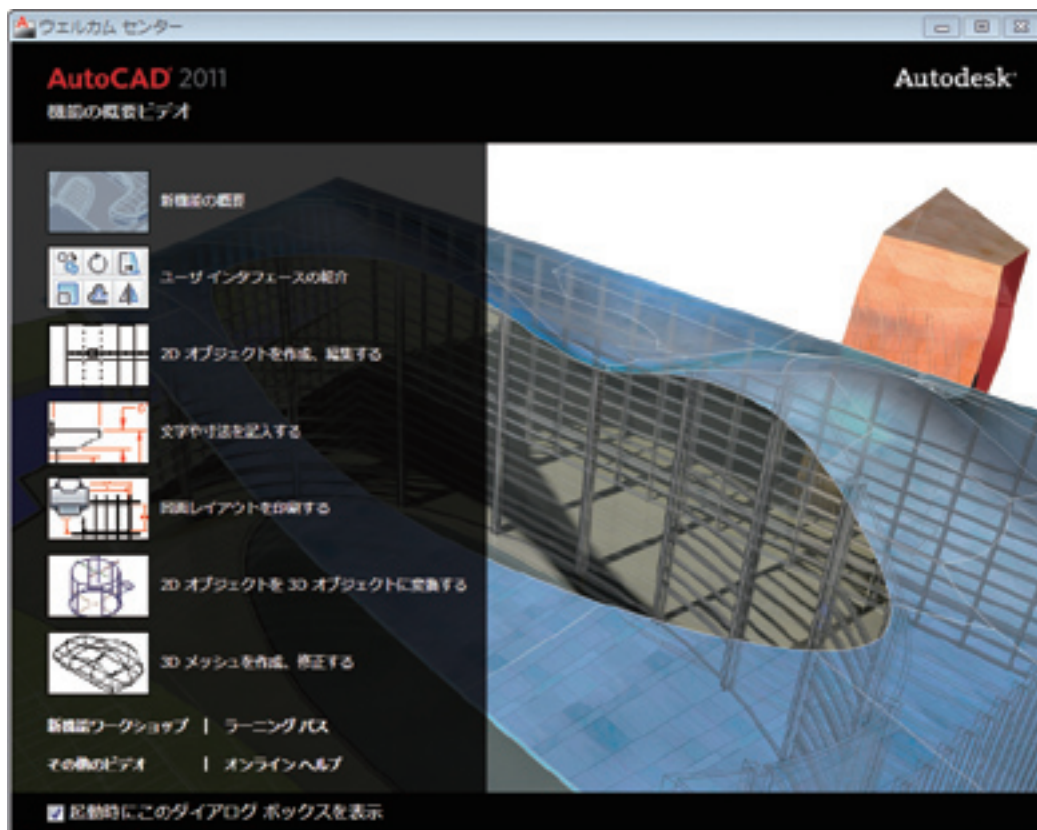 ウェルカム センター
AutoCAD 2011
Autodesk
機能の概要ビデオ
新機能の概要
ユーザ インタフェースの紹介
2D オブジェクトを作成、編集する
文字や寸法を記入する
図面レイアウトを印刷する
2D オブジェクトを 3D オブジェクトに変換する
3D メッシュを作成、修正する
新機能ワークショップ | ラーニング パス
その他のビデオ | オンライン ヘルプ
起動時にこのダイアログ ボックスを表示